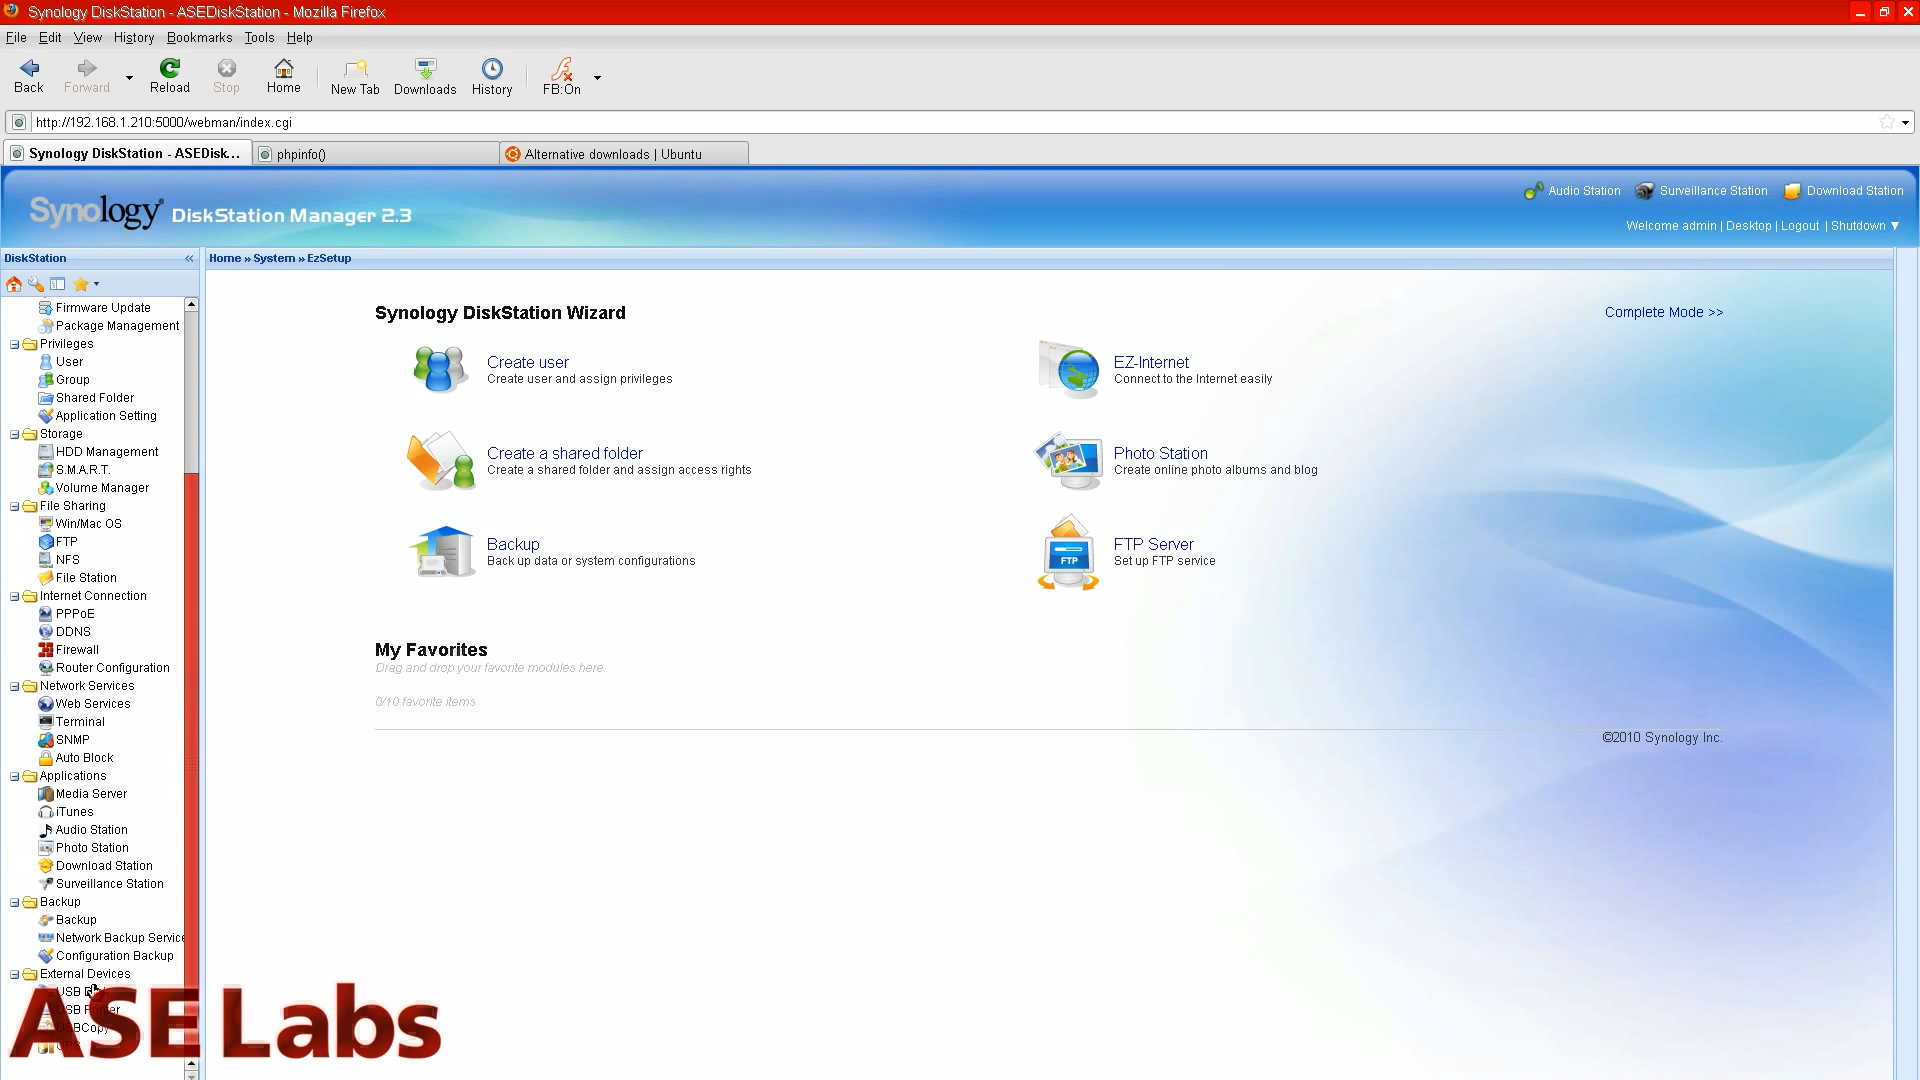 Synology DiskStation - ASEDiskStation - Mozilla Firefox
File Edit View History Bookmarks Tools Help
Back Forward Reload Stop Home New Tab Downloads History FB:On
http://192.168.1.210:5000/webman/index.cgi
Synology DiskStation - ASEDisk... phpinfo() Alternative downloads | Ubuntu
Audio Station Surveillance Station Download Station
Synology DiskStation Manager 2.3
Welcome admin | Desktop | Logout | Shutdown ▼
DiskStation «
Home » System » EzSetup
Firmware Update
Package Management
Privileges
User
Group
Shared Folder
Application Setting
Storage
HDD Management
S.M.A.R.T.
Volume Manager
File Sharing
Win/Mac OS
FTP
NFS
File Station
Internet Connection
PPPoE
DDNS
Firewall
Router Configuration
Network Services
Web Services
Terminal
SNMP
Auto Block
Applications
Media Server
iTunes
Audio Station
Photo Station
Download Station
Surveillance Station
Backup
Backup
Network Backup Service
Configuration Backup
External Devices
USB
USB Printer
USBCopy
Synology DiskStation Wizard
Complete Mode >>
Create user
Create user and assign privileges
EZ-Internet
Connect to the Internet easily
Create a shared folder
Create a shared folder and assign access rights
Photo Station
Create online photo albums and blog
Backup
Back up data or system configurations
FTP
FTP Server
Set up FTP service
My Favorites
Drag and drop your favorite modules here.
0/10 favorite items
©2010 Synology Inc.
ASE Labs